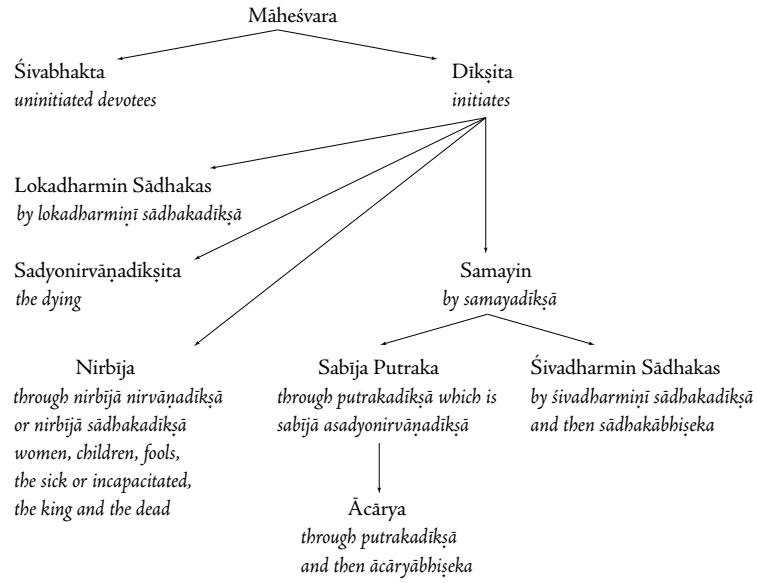 Māheśvara
Śivabhakta
uninitiated devotees
Dīkṣita
initiates
Lokadharmin Sādhakas
by lokadharmiṇī sādhakadīkṣā
Sadyonirvāṇadīkṣita
the dying
Samayin
by samayadīkṣā
Nirbīja
through nirbījā nirvāṇadīkṣā
or nirbījā sādhakadīkṣā
women, children, fools,
the sick or incapacitated,
the king and the dead
Sabīja Putraka
through putrakadīkṣā which is
sabījā asadyonirvāṇadīkṣā
Śivadharmin Sādhakas
by śivadharmiṇī sādhakadīkṣā
and then sādhakābhiṣeka
Ācārya
through putrakadīkṣā
and then ācāryābhiṣeka